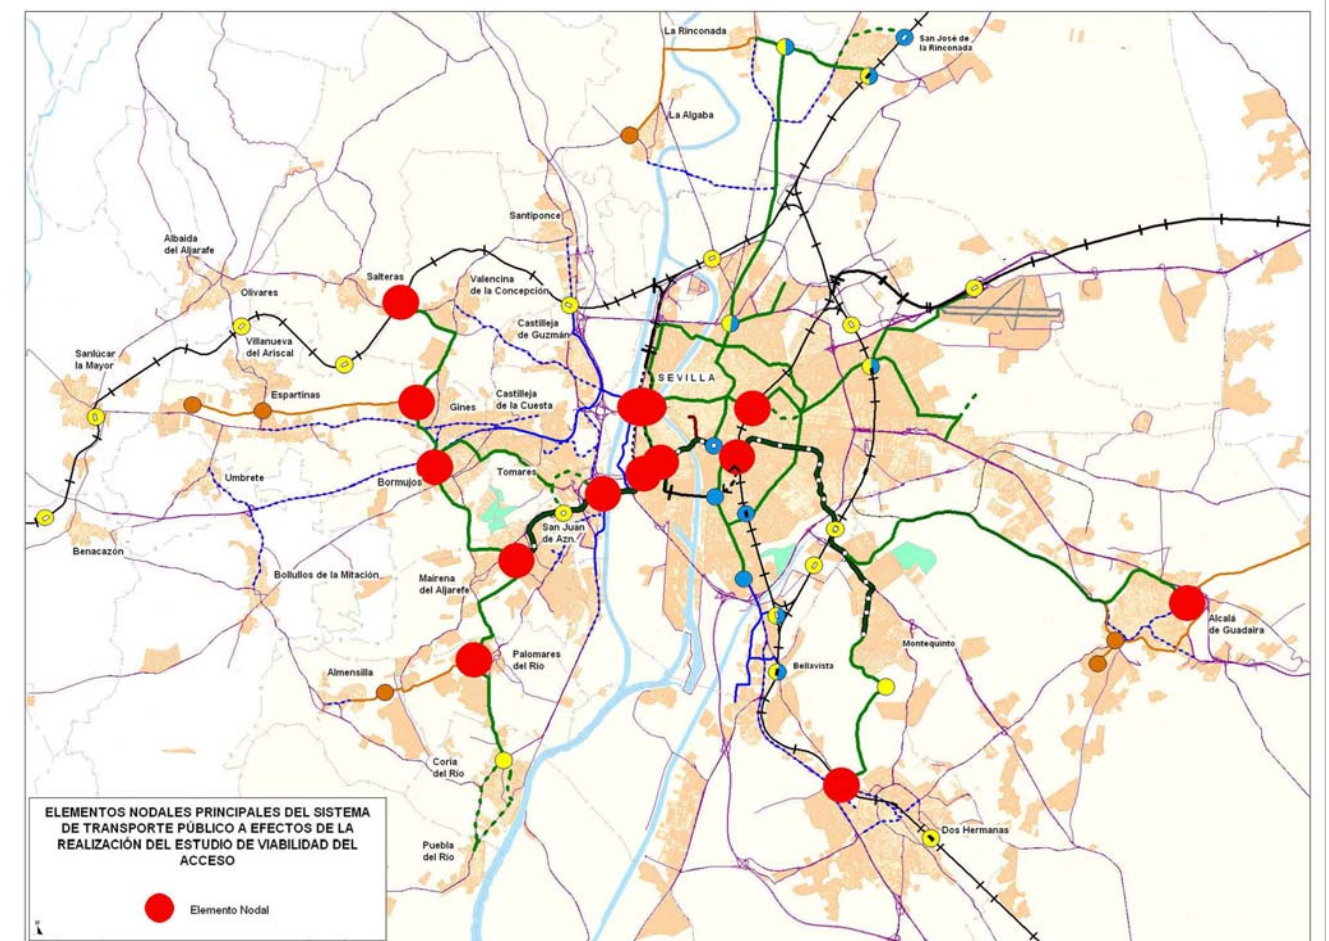 La Rinconada
San José de
la Rinconada
La Algaba
Santiponce
Albaida
del Aljarafe
Salteras
Valencina
de la Concepción
Olivares
Castilleja
de Guzmán
Villanueva
del Ariscal
Sanlúcar
la Mayor
SEVILLA
Espartinas
Castilleja
de la Cuesta
Gines
Tomares
Umbrete
Bormujos
San Juan
de Azn.
Benacazón
Bollullos de la Mitación
Mairena
del Aljarefe
Alcalá
de Guadaira
Montequinto
Palomares
del Río
Bellavista
Almensilla
Coria
del Río
Dos Hermanas
Puebla
del Río
ELEMENTOS NODALES PRINCIPALES DEL SISTEMA
DE TRANSPORTE PÚBLICO A EFECTOS DE LA
REALIZACIÓN DEL ESTUDIO DE VIABILIDAD DEL
ACCESO
Elemento Nodal